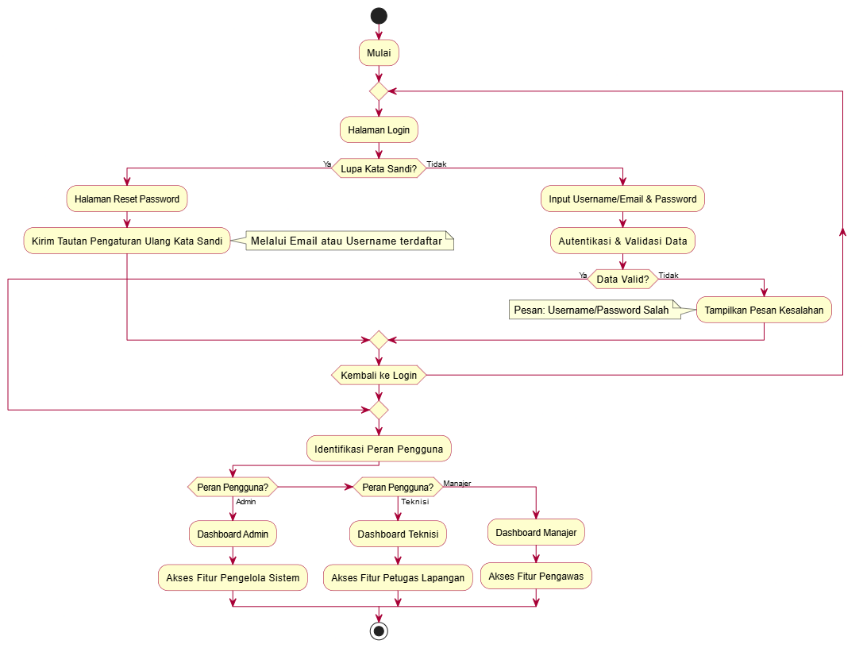 Mulai
Halaman Login
Ya
Lupa Kata Sandi?
Tidak
Halaman Reset Password
Input Username/Email & Password
Kirim Tautan Pengaturan Ulang Kata Sandi
Melalui Email atau Username terdaftar
Autentikasi & Validasi Data
Ya
Data Valid?
Tidak
Pesan: Username/Password Salah
Tampilkan Pesan Kesalahan
Kembali ke Login
Identifikasi Peran Pengguna
Peran Pengguna?
Peran Pengguna?
Manajer
Admin
Teknisi
Dashboard Admin
Dashboard Teknisi
Dashboard Manajer
Akses Fitur Pengelola Sistem
Akses Fitur Petugas Lapangan
Akses Fitur Pengawas